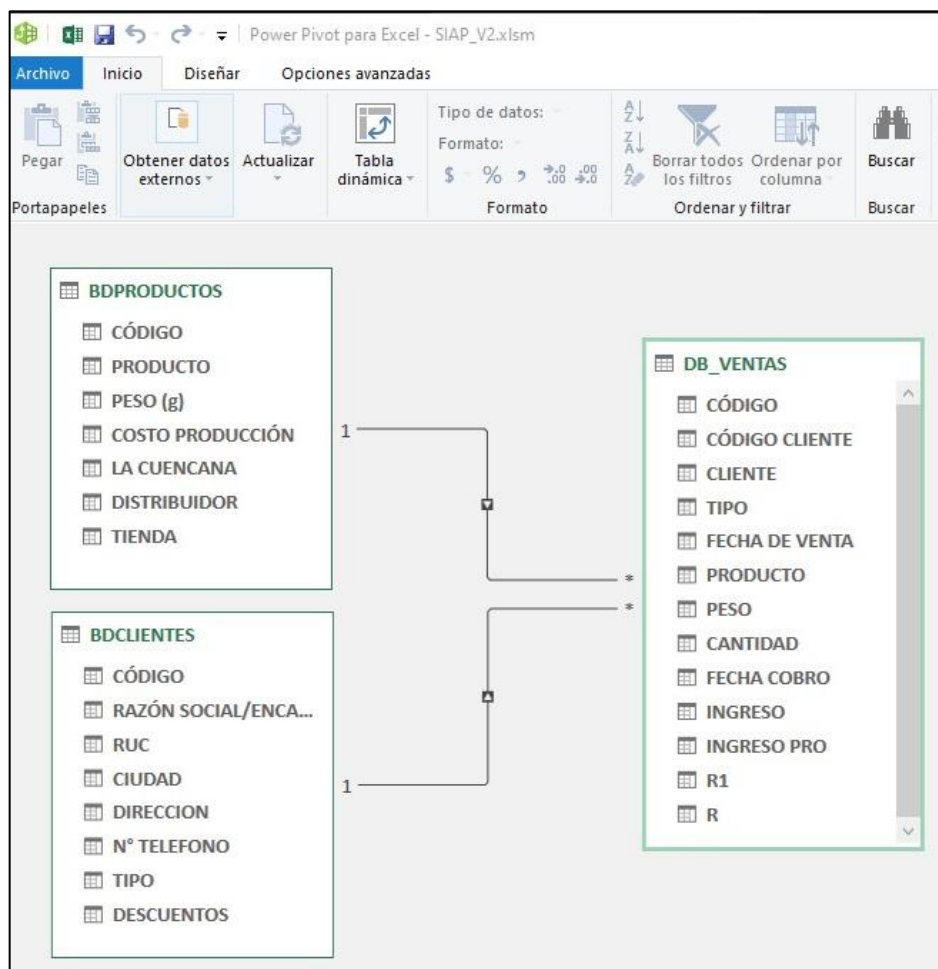 Power Pivot para Excel - SIAP_V2.xlsm
Archivo Inicio Diseñar Opciones avanzadas
Pegar
Portapapeles
Obtener datos
externos
Actualizar
Tabla
dinámica
Tipo de datos:
Formato:
$ % , .00 .00
Formato
Borrar todos
los filtros
Ordenar por
columna
Ordenar y filtrar
Buscar
Buscar
BDPRODUCTOS
CÓDIGO
PRODUCTO
PESO (g)
COSTO PRODUCCIÓN
LA CUENCANA
DISTRIBUIDOR
TIENDA
1
*
BDCLIENTES
CÓDIGO
RAZÓN SOCIAL/ENCA...
RUC
CIUDAD
DIRECCION
N° TELEFONO
TIPO
DESCUENTOS
1
*
DB_VENTAS
CÓDIGO
CÓDIGO CLIENTE
CLIENTE
TIPO
FECHA DE VENTA
PRODUCTO
PESO
CANTIDAD
FECHA COBRO
INGRESO
INGRESO PRO
R1
R